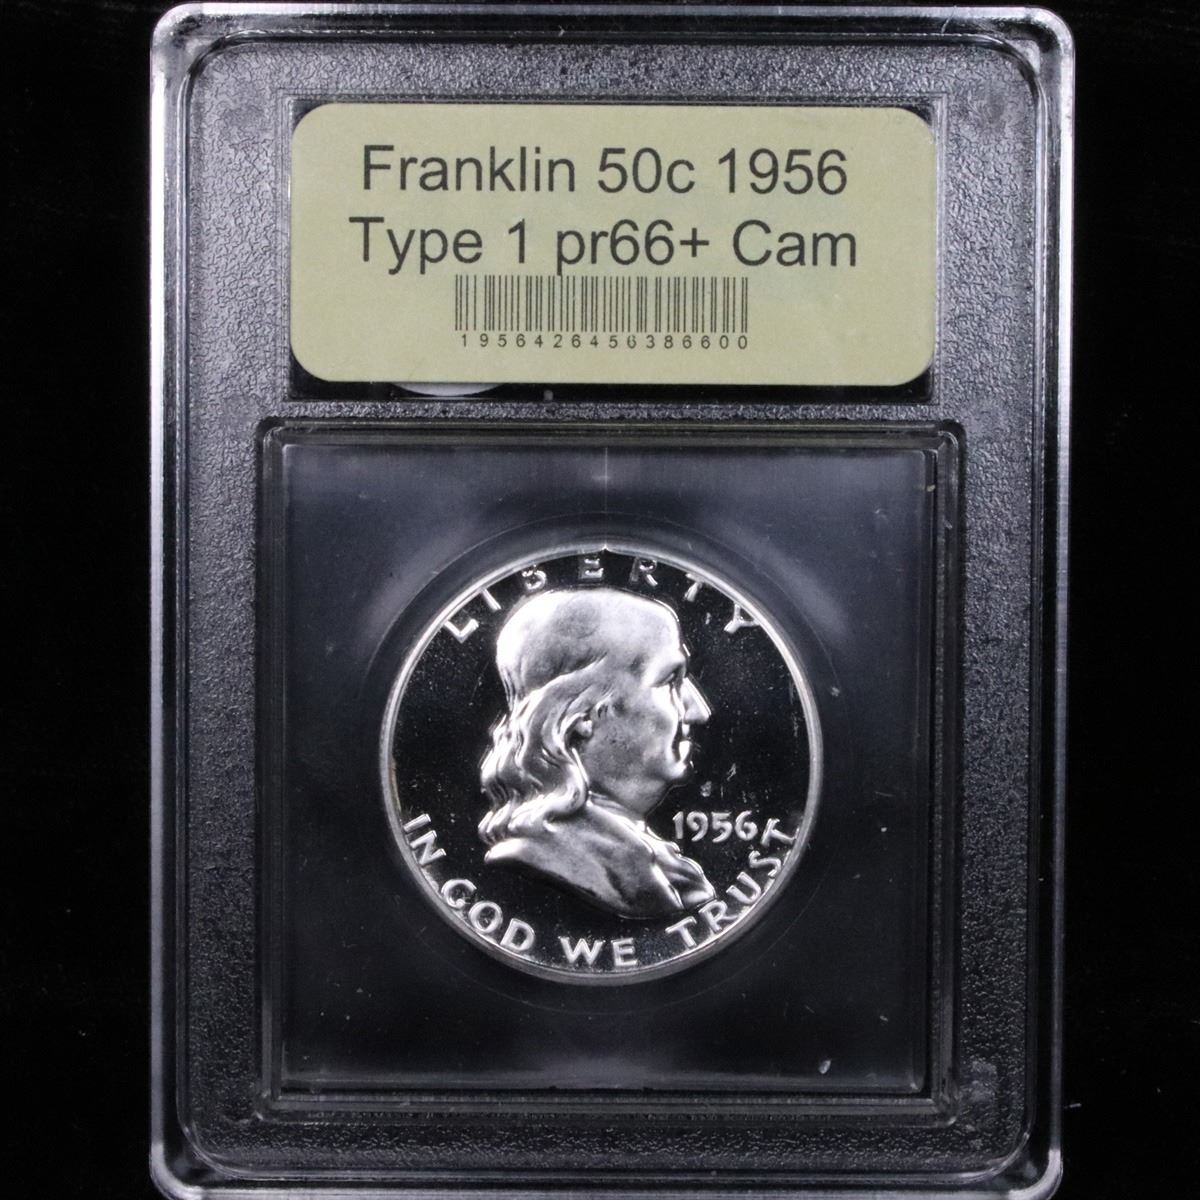 Franklin 50c 1956
Type 1 pr66+ Cam
1956426456386600
LIBERTY
1956
IN GOD WE TRUST